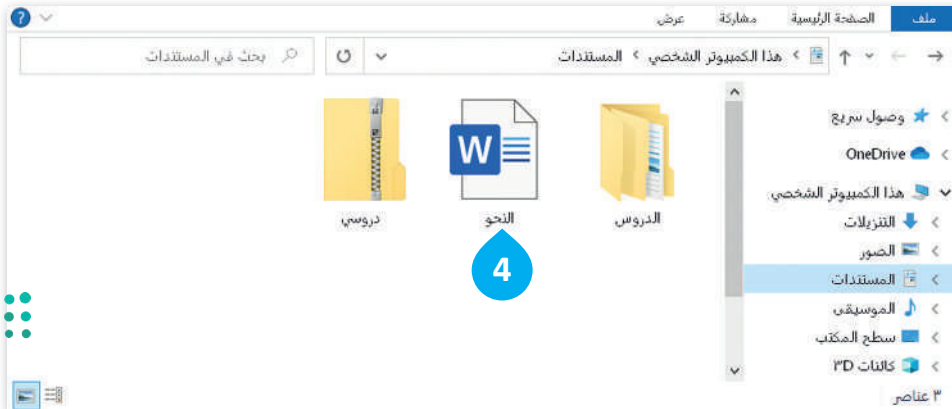 ملف الصفحة الرئيسية مشاركة عرض ?
هذا الكمبيوتر الشخصي > المستندات
بحث في المستندات
وصول سريع
OneDrive
هذا الكمبيوتر الشخصي
التنزيلات
الصور
المستندات
الموسيقى
سطح المكتب
كائنات 3D
الدروس
W
النحو
دروسي
4
٣ عناصر